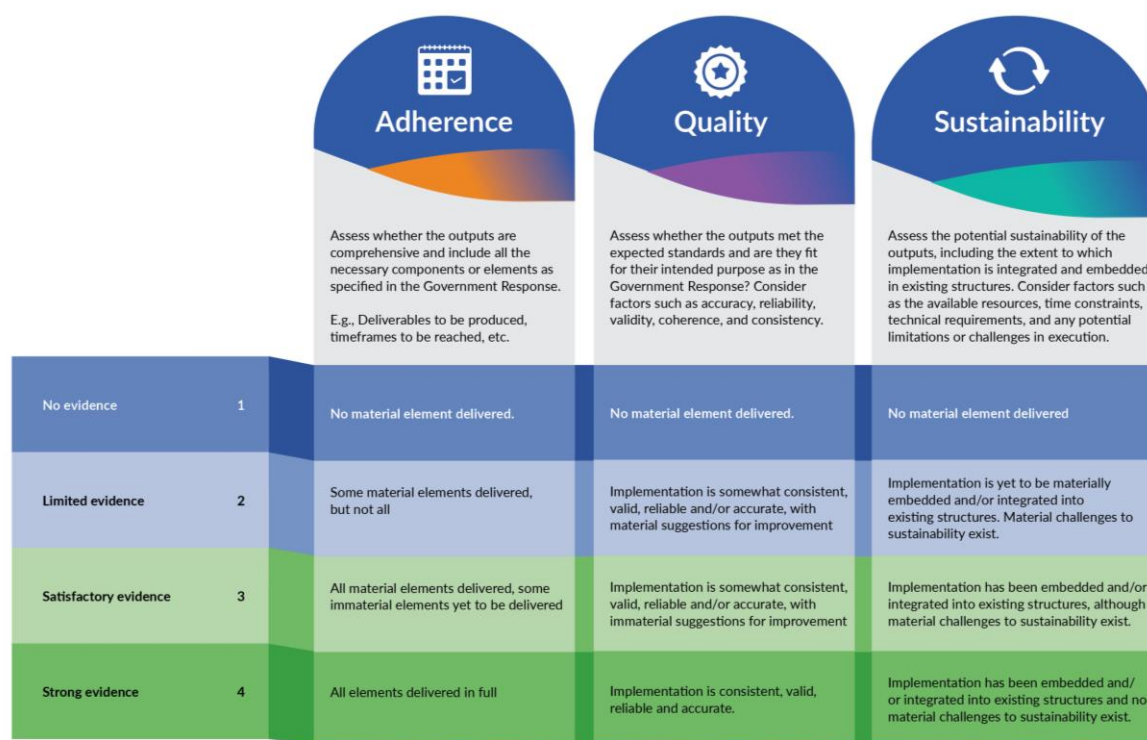 Adherence
Quality
Sustainability
Assess whether the outputs are
comprehensive and include all the
necessary components or elements as
specified in the Government Response.
E.g., Deliverables to be produced,
timeframes to be reached, etc.
Assess whether the outputs met the
expected standards and are they fit
for their intended purpose as in the
Government Response? Consider
factors such as accuracy, reliability,
validity, coherence, and consistency.
Assess the potential sustainability of the
outputs, including the extent to which
implementation is integrated and embedded
in existing structures. Consider factors such
as the available resources, time constraints,
technical requirements, and any potential
limitations or challenges in execution.
No evidence 1
No material element delivered.
No material element delivered.
No material element delivered
Limited evidence 2
Some material elements delivered,
but not all
Implementation is somewhat consistent,
valid, reliable and/or accurate, with
material suggestions for improvement
Implementation is yet to be materially
embedded and/or integrated into
existing structures. Material challenges to
sustainability exist.
Satisfactory evidence 3
All material elements delivered, some
immaterial elements yet to be delivered
Implementation is somewhat consistent,
valid, reliable and/or accurate, with
immaterial suggestions for improvement
Implementation has been embedded and/or
integrated into existing structures, although
material challenges to sustainability exist.
Strong evidence 4
All elements delivered in full
Implementation is consistent, valid,
reliable and accurate.
Implementation has been embedded and/
or integrated into existing structures and no
material challenges to sustainability exist.